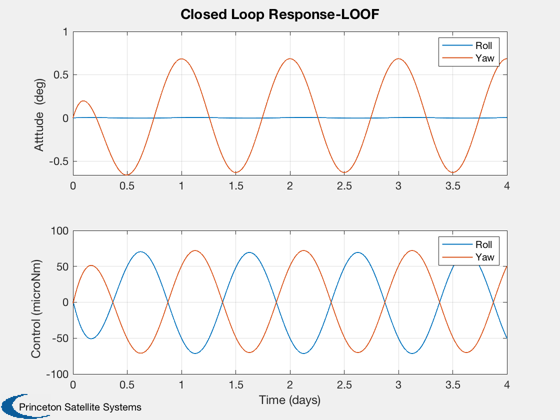 Closed Loop Response-LOOF
1
0.5
0
-0.5
Atttude (deg)
Roll
Yaw
0 0.5 1 1.5 2 2.5 3 3.5 4
100
50
0
-50
-100
Control (microNm)
Roll
Yaw
0 0.5 1 1.5 2 2.5 3 3.5 4
Time (days)
Princeton Satellite Systems